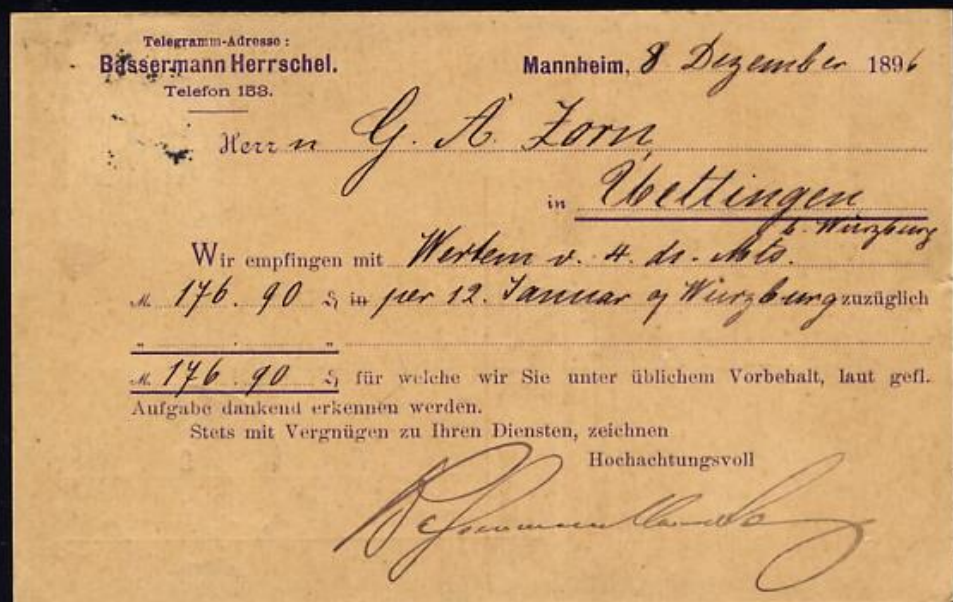 Telegramm-Adresse:
Bassermann Herrschel.
Telefon 153.
Mannheim, 8 Dezember 1896
Herrn G. A. Zorn,
in Uettingen
b. Würzburg
Wir empfingen mit Wertem v. 4. ds. Mts.
M. 176.90 ₰ in per 12. Januar a/ Würzburg zuzüglich
„ . „
M. 176.90 ₰ für welche wir Sie unter üblichem Vorbehalt, laut gefl.
Aufgabe dankend erkennen werden.
Stets mit Vergnügen zu Ihren Diensten, zeichnen
Hochachtungsvoll